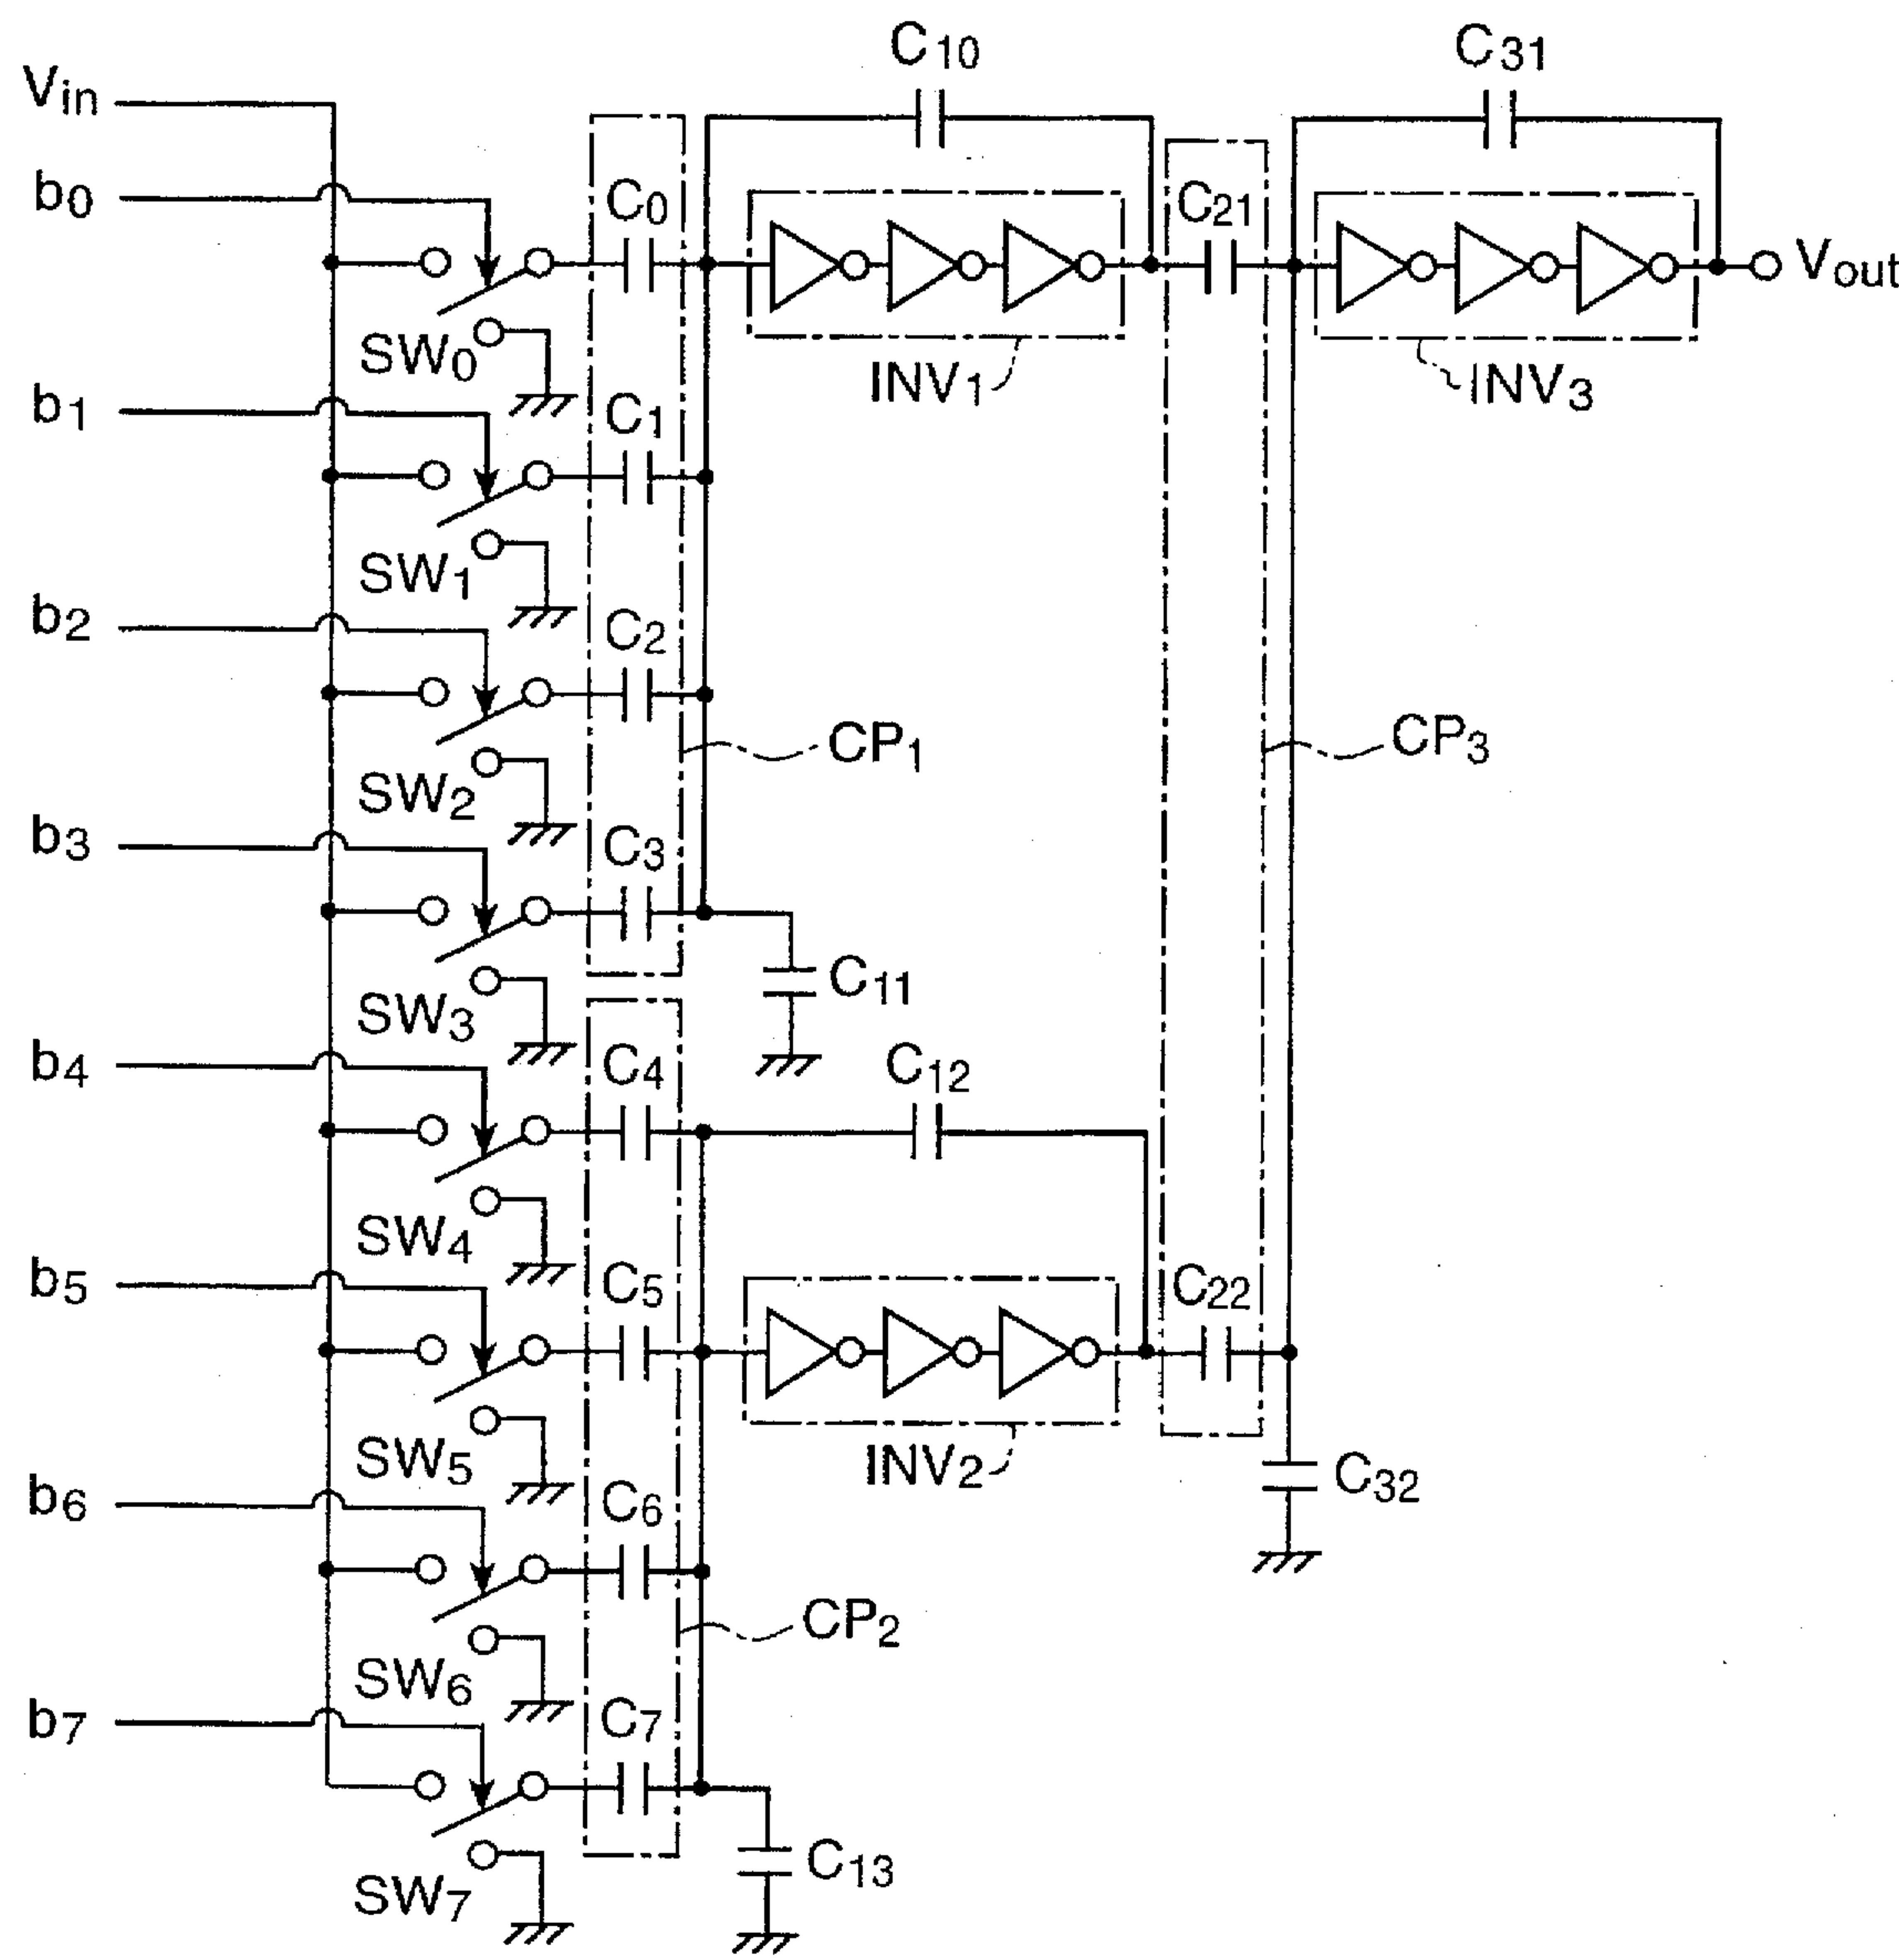 C10 C31
Vin
b0 C0 C21
Vout
SW0 INV1 INV3
b1 C1
SW1
b2 C2
CP1 CP3
SW2
b3 C3
C11
SW3
b4 C4 C12
SW4
b5 C5 C22
SW5 INV2 C32
b6 C6
CP2
SW6
b7 C7
C13
SW7